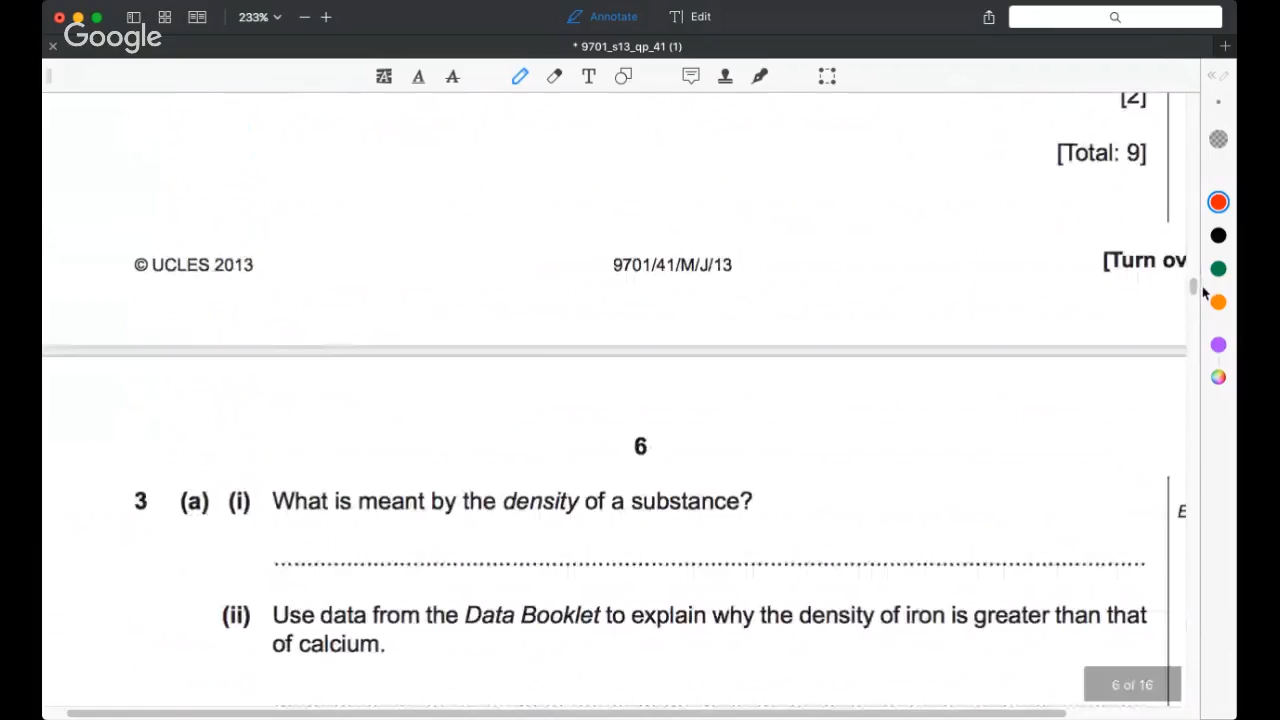 233%
Annotate
T Edit
Google
* 9701_s13_qp_41 (1)
[2]
[Total: 9]
© UCLES 2013
9701/41/M/J/13
[Turn ov
6
3 (a) (i) What is meant by the density of a substance?
E
(ii) Use data from the Data Booklet to explain why the density of iron is greater than that
of calcium.
6 of 16